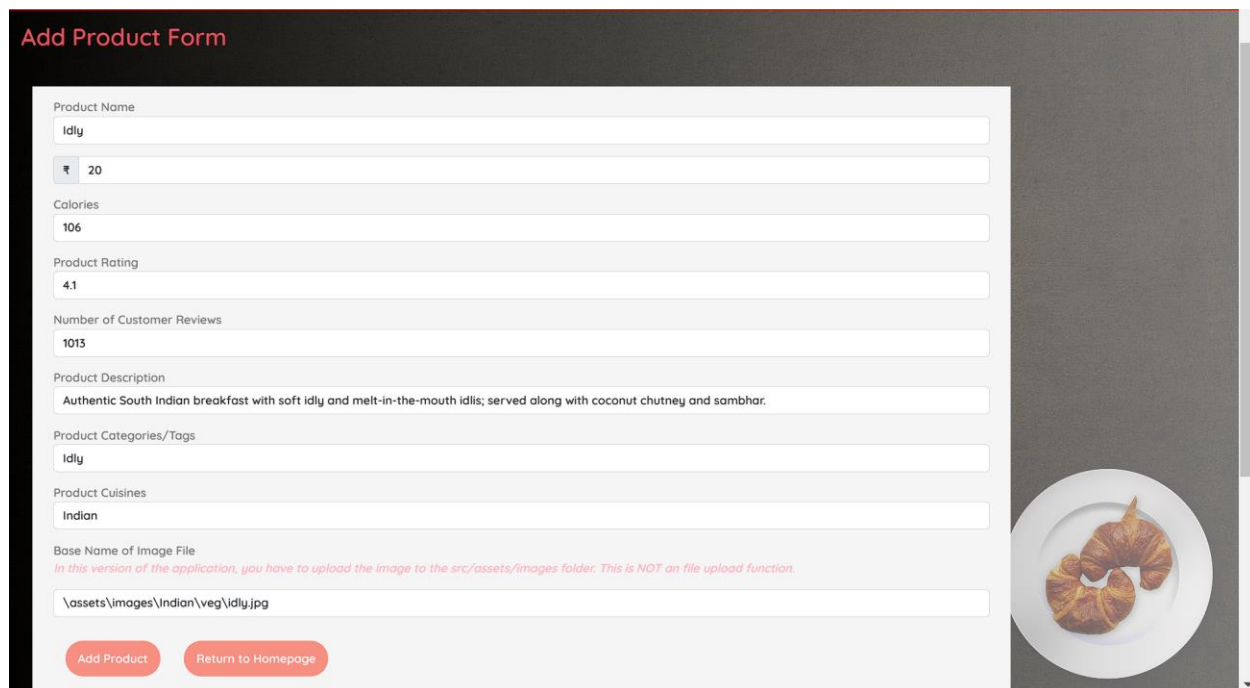 Add Product Form
Product Name
Idly
₹ 20
Calories
106
Product Rating
4.1
Number of Customer Reviews
1013
Product Description
Authentic South Indian breakfast with soft idly and melt-in-the-mouth idlis; served along with coconut chutney and sambhar.
Product Categories/Tags
Idly
Product Cuisines
Indian
Base Name of Image File
In this version of the application, you have to upload the image to the src/assets/images folder. This is NOT an file upload function.
\assets\images\Indian\veg\idly.jpg
Add Product Return to Homepage